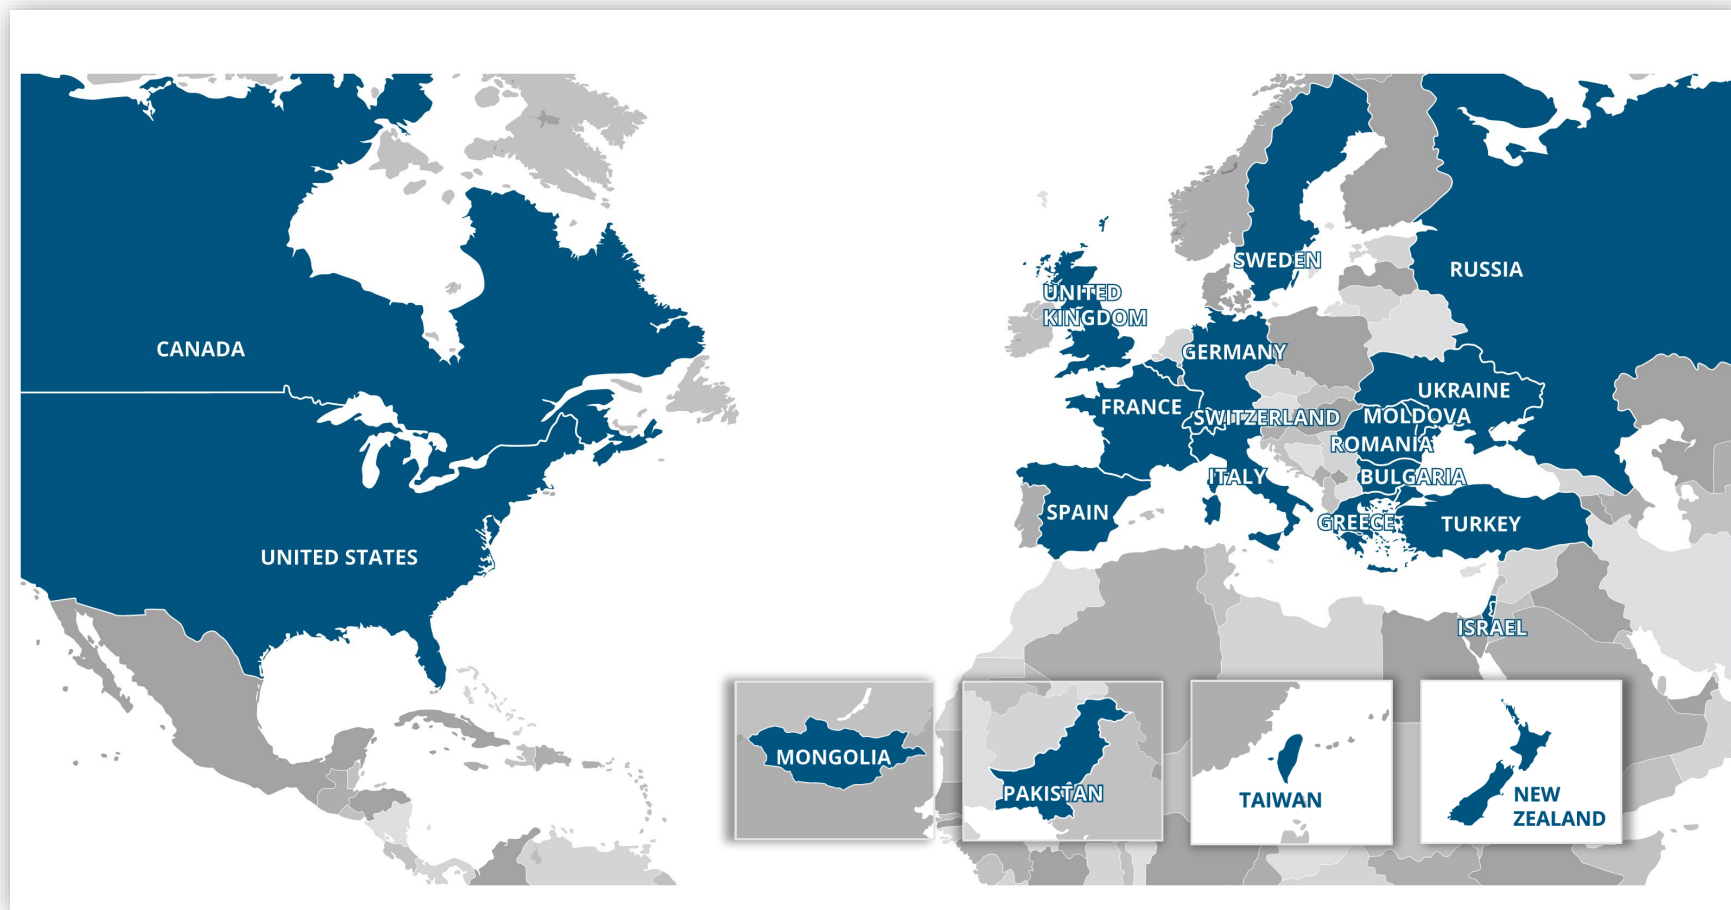 SWEDEN
RUSSIA
UNITED
KINGDOM
CANADA
GERMANY
UKRAINE
FRANCE
SWITZERLAND
MOLDOVA
ROMANIA
ITALY
BULGARIA
SPAIN
GREECE
TURKEY
UNITED STATES
ISRAEL
MONGOLIA
PAKISTAN
TAIWAN
NEW
ZEALAND